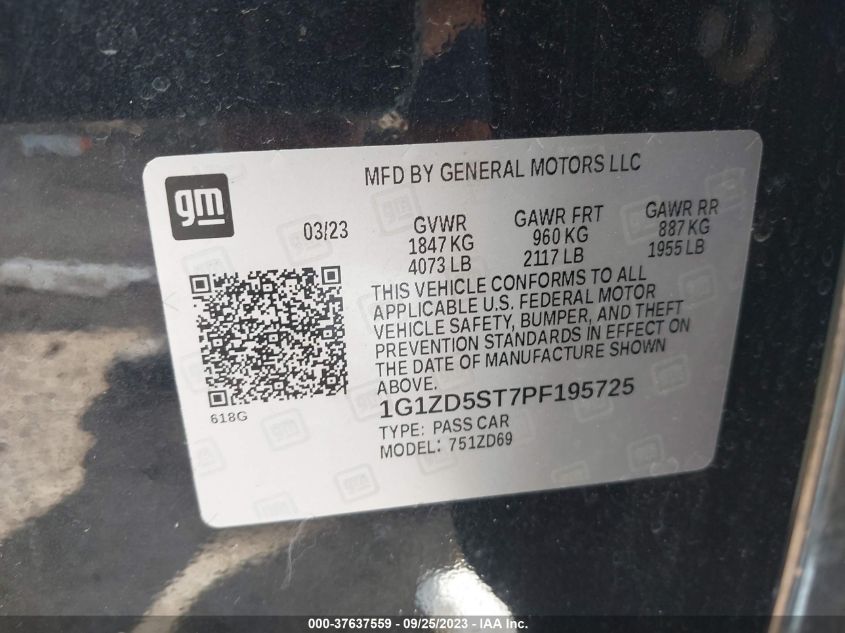 MFD BY GENERAL MOTORS LLC
gm
03/23
GVWR GAWR FRT GAWR RR
1847 KG 960 KG 887 KG
4073 LB 2117 LB 1955 LB
THIS VEHICLE CONFORMS TO ALL
APPLICABLE U.S. FEDERAL MOTOR
VEHICLE SAFETY, BUMPER, AND THEFT
PREVENTION STANDARDS IN EFFECT ON
THE DATE OF MANUFACTURE SHOWN
ABOVE.
618G
1G1ZD5ST7PF195725
TYPE: PASS CAR
MODEL: 751ZD69
000-37637559 - 09/25/2023 - IAA Inc.